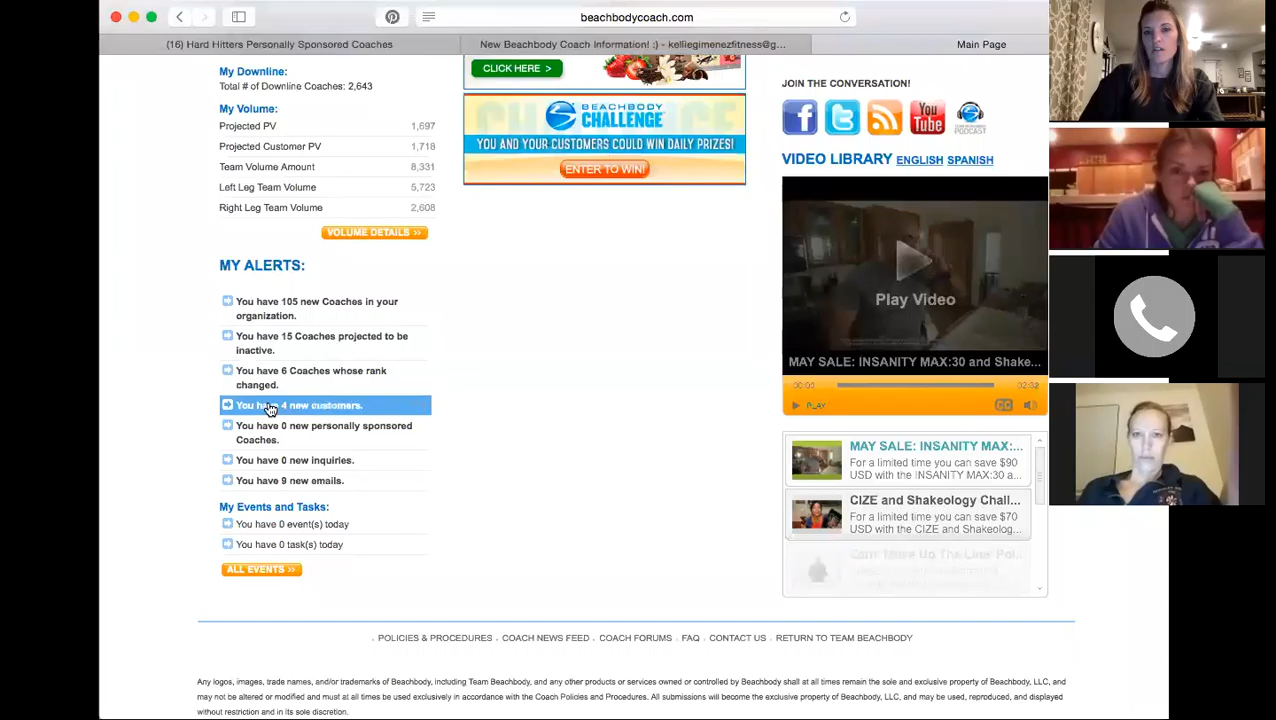 beachbodycoach.com
(16) Hard Hitters Personally Sponsored Coaches
New Beachbody Coach Information! :) - kelliegimenezfitness@g...
Main Page
My Downline:
Total # of Downline Coaches: 2,643
My Volume:
Projected PV 1,697
Projected Customer PV 1,718
Team Volume Amount 8,331
Left Leg Team Volume 5,723
Right Leg Team Volume 2,608
VOLUME DETAILS >>
MY ALERTS:
You have 105 new Coaches in your
organization.
You have 15 Coaches projected to be
inactive.
You have 6 Coaches whose rank
changed.
You have 4 new customers.
You have 0 new personally sponsored
Coaches.
You have 0 new inquiries.
You have 9 new emails.
My Events and Tasks:
You have 0 event(s) today
You have 0 task(s) today
ALL EVENTS >>
CLICK HERE >
BEACHBODY
CHALLENGE
YOU AND YOUR CUSTOMERS COULD WIN DAILY PRIZES!
ENTER TO WIN!
JOIN THE CONVERSATION!
You
Tube
PODCAST
VIDEO LIBRARY ENGLISH SPANISH
Play Video
MAY SALE: INSANITY MAX:30 and Shake...
00:00 02:32
PLAY CC
MAY SALE: INSANITY MAX:...
For a limited time you can save $90
USD with the INSANITY MAX:30 a...
CIZE and Shakeology Chall...
For a limited time you can save $70
USD with the CIZE and Shakeolog...
POLICIES & PROCEDURES COACH NEWS FEED COACH FORUMS FAQ CONTACT US RETURN TO TEAM BEACHBODY
Any logos, images, trade names, and/or trademarks of Beachbody, including Team Beachbody, and any other products or services owned or controlled by Beachbody shall at all times remain the sole and exclusive property of Beachbody, LLC, and
may not be altered or modified and must at all times be used exclusively in accordance with the Coach Policies and Procedures. All submissions will become the exclusive property of Beachbody, LLC, and may be used, reproduced, and displayed
without restriction and in its sole discretion.